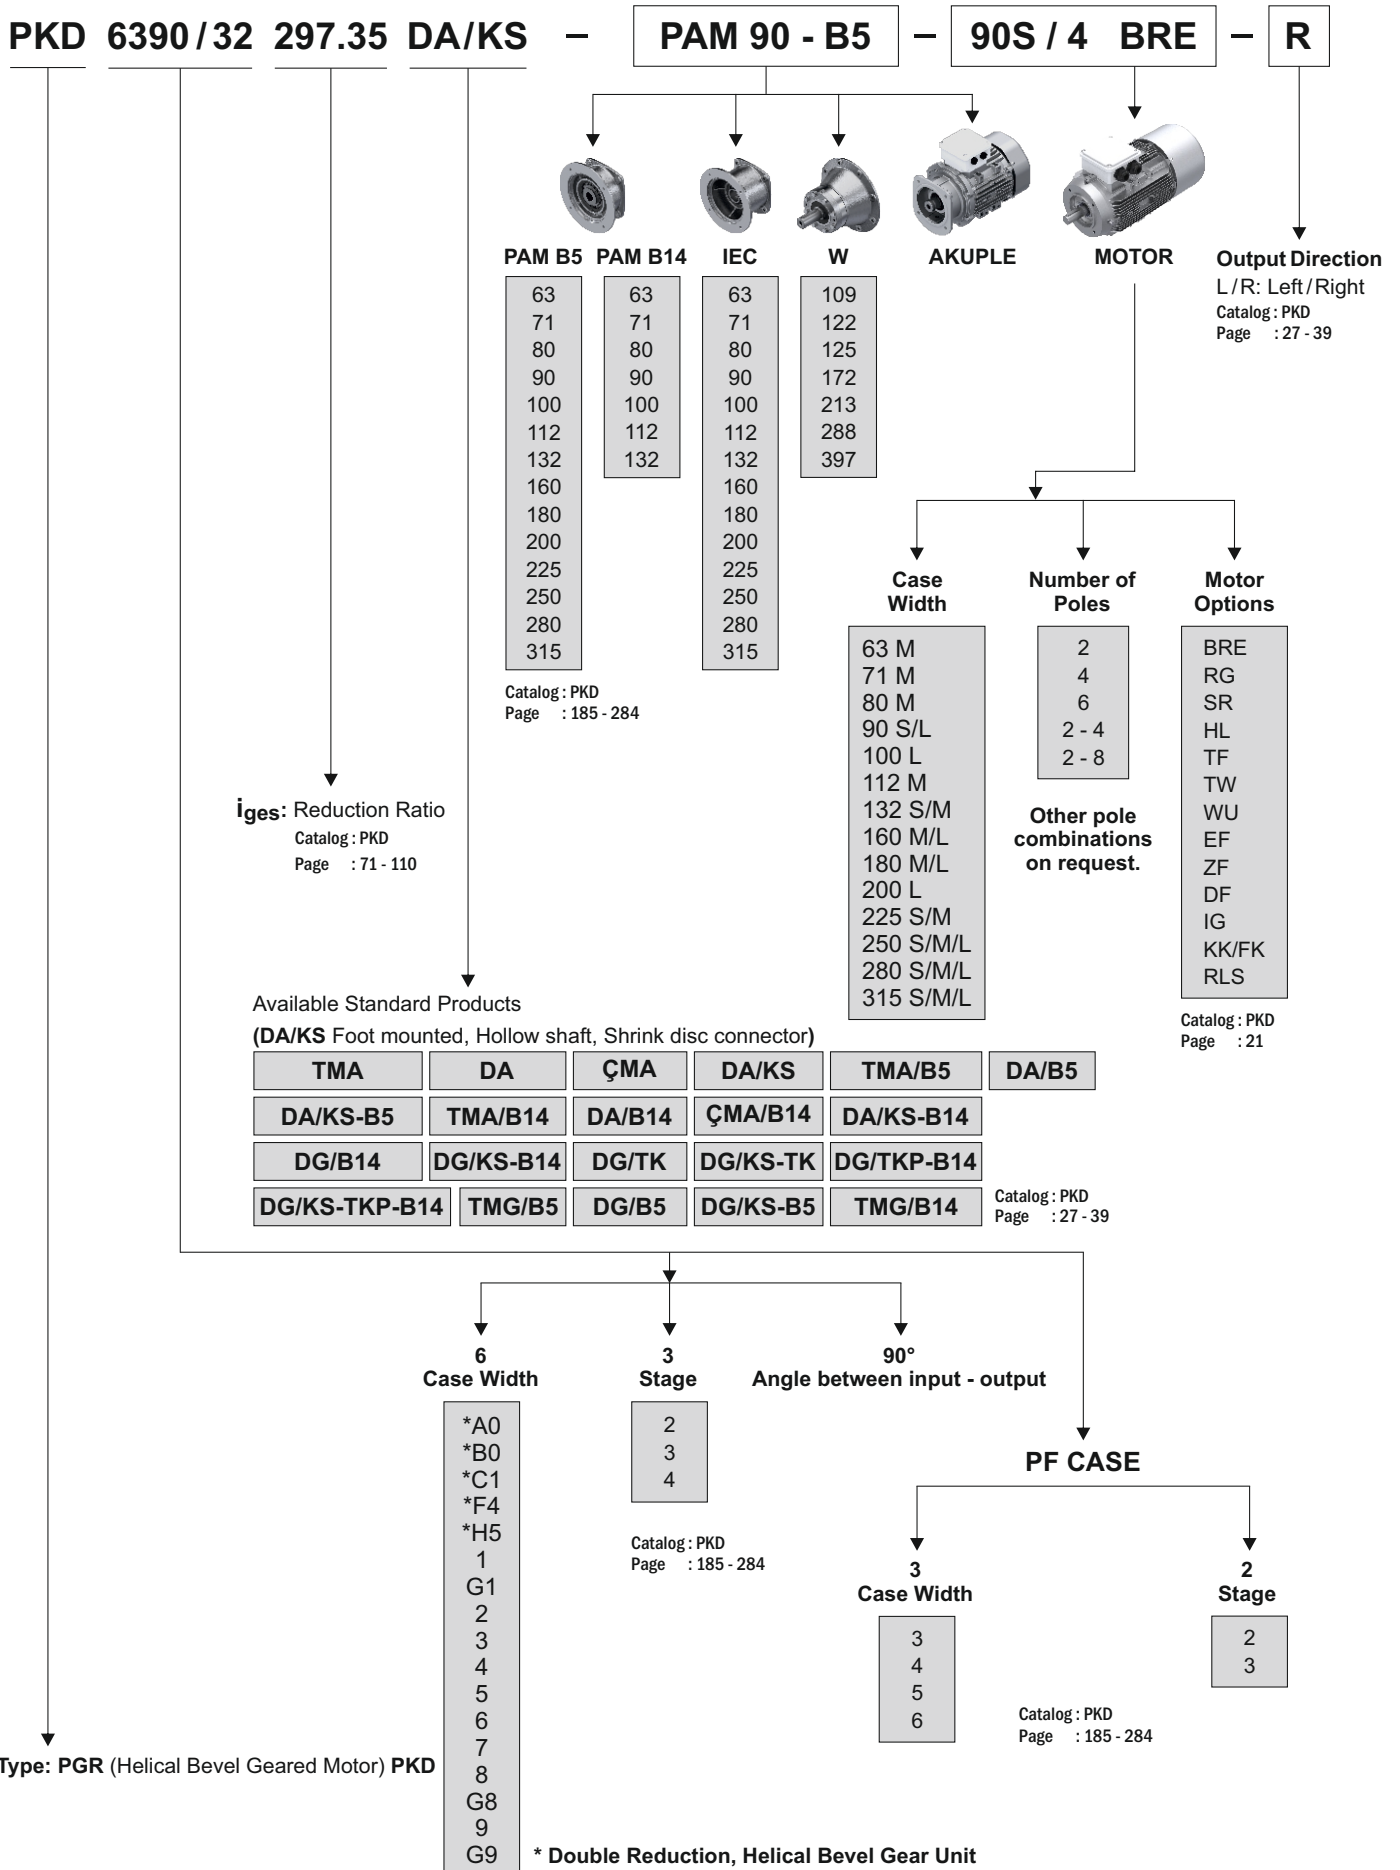 PKD 6390/32 297.35 DA/KS – PAM 90 - B5 – 90S / 4 BRE – R
PAM B5
63
71
80
90
100
112
132
160
180
200
225
250
280
315
Catalog : PKD
Page : 185 - 284
PAM B14
63
71
80
90
100
112
132
IEC
63
71
80
90
100
112
132
160
180
200
225
250
280
315
W
109
122
125
172
213
288
397
AKUPLE
MOTOR
Output Direction
L/R: Left/Right
Catalog : PKD
Page : 27 - 39
Case
Width
63 M
71 M
80 M
90 S/L
100 L
112 M
132 S/M
160 M/L
180 M/L
200 L
225 S/M
250 S/M/L
280 S/M/L
315 S/M/L
Number of
Poles
2
4
6
2 - 4
2 - 8
Other pole
combinations
on request.
Motor
Options
BRE
RG
SR
HL
TF
TW
WU
EF
ZF
DF
IG
KK/FK
RLS
Catalog : PKD
Page : 21
iges: Reduction Ratio
Catalog : PKD
Page : 71 - 110
Available Standard Products
(DA/KS Foot mounted, Hollow shaft, Shrink disc connector)
TMA DA ÇMA DA/KS TMA/B5 DA/B5
DA/KS-B5 TMA/B14 DA/B14 ÇMA/B14 DA/KS-B14
DG/B14 DG/KS-B14 DG/TK DG/KS-TK DG/TKP-B14
DG/KS-TKP-B14 TMG/B5 DG/B5 DG/KS-B5 TMG/B14
Catalog : PKD
Page : 27 - 39
6
Case Width
*A0
*B0
*C1
*F4
*H5
1
G1
2
3
4
5
6
7
8
G8
9
G9
3
Stage
2
3
4
Catalog : PKD
Page : 185 - 284
90°
Angle between input - output
PF CASE
3
Case Width
3
4
5
6
2
Stage
2
3
Catalog : PKD
Page : 185 - 284
Type: PGR (Helical Bevel Geared Motor) PKD
* Double Reduction, Helical Bevel Gear Unit